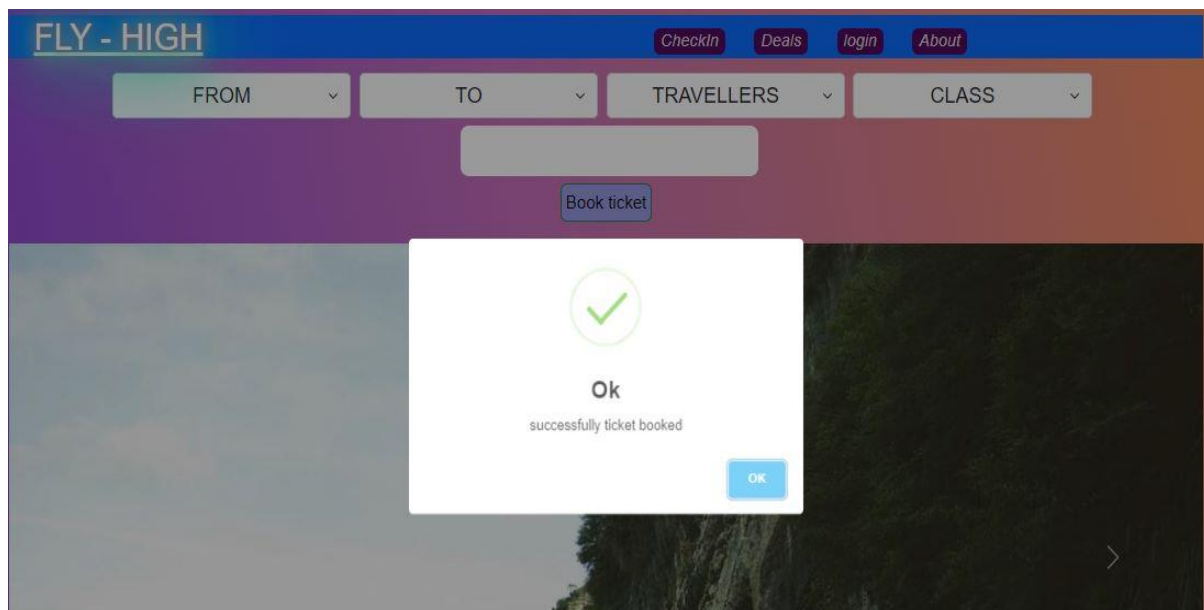 FLY - HIGH
CheckIn Deals login About
FROM TO TRAVELLERS CLASS
Book ticket
Ok
successfully ticket booked
OK